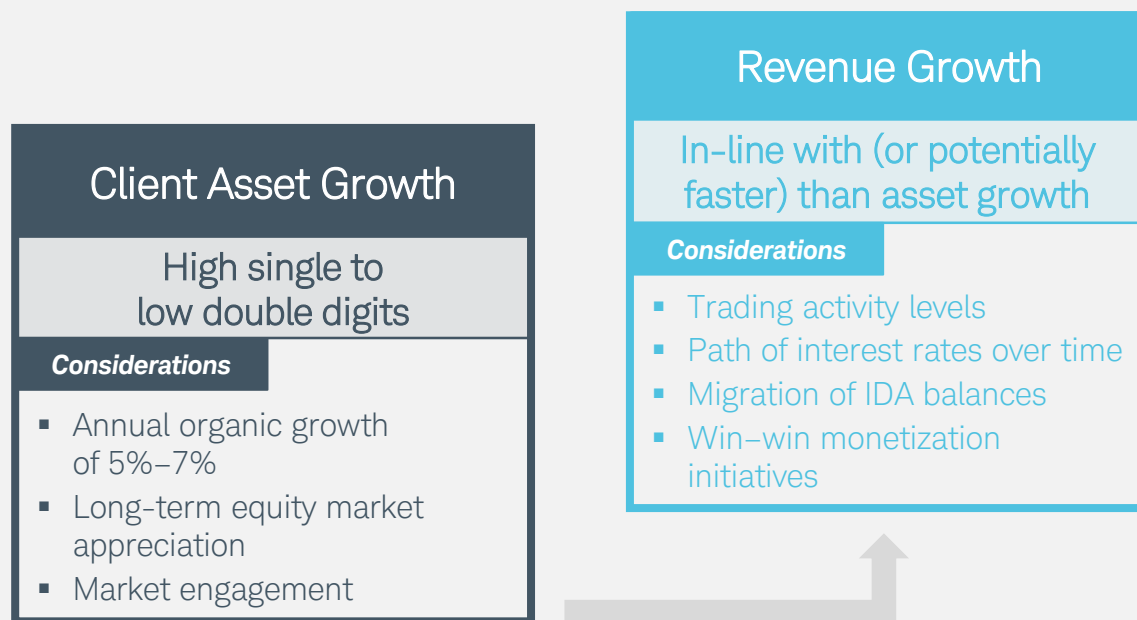 Client Asset Growth
High single to
low double digits
Considerations
▪ Annual organic growth
of 5%–7%
▪ Long-term equity market
appreciation
▪ Market engagement
Revenue Growth
In-line with (or potentially
faster) than asset growth
Considerations
▪ Trading activity levels
▪ Path of interest rates over time
▪ Migration of IDA balances
▪ Win–win monetization
initiatives